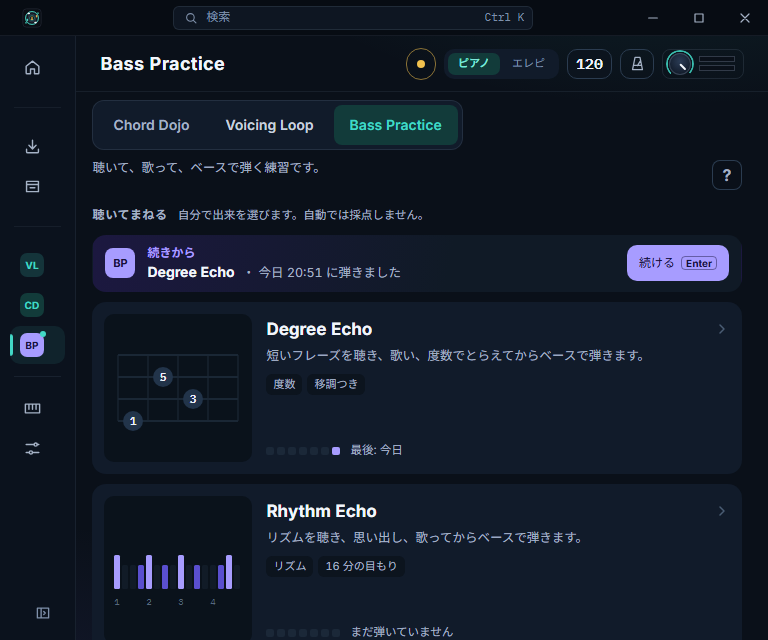 検索 Ctrl K
Bass Practice
ピアノ エレピ 120
Chord Dojo Voicing Loop Bass Practice
聴いて、歌って、ベースで弾く練習です。
?
聴いてまねる 自分で出来を選びます。自動では採点しません。
BP
続きから
Degree Echo ・ 今日 20:51 に弾きました
続ける Enter
VL
CD
BP
Degree Echo
短いフレーズを聴き、歌い、度数でとらえてからベースで弾きます。
度数 移調つき
5
3
1
最後: 今日
Rhythm Echo
リズムを聴き、思い出し、歌ってからベースで弾きます。
リズム 16 分の目もり
1 2 3 4
まだ弾いていません